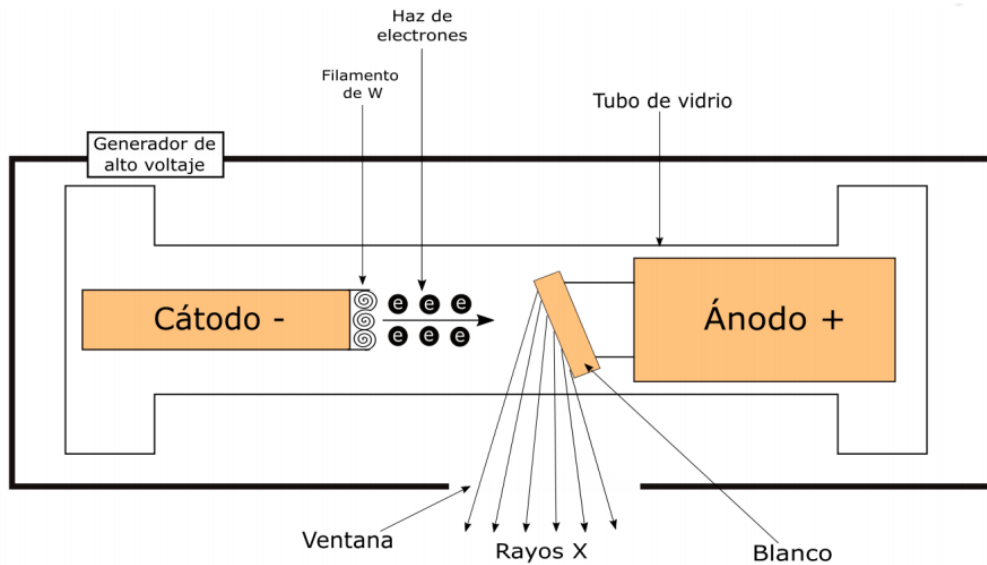 Haz de
electrones
Filamento
de W
Tubo de vidrio
Generador de
alto voltaje
Cátodo -
e e e
e e e
Ánodo +
Ventana
Rayos X
Blanco